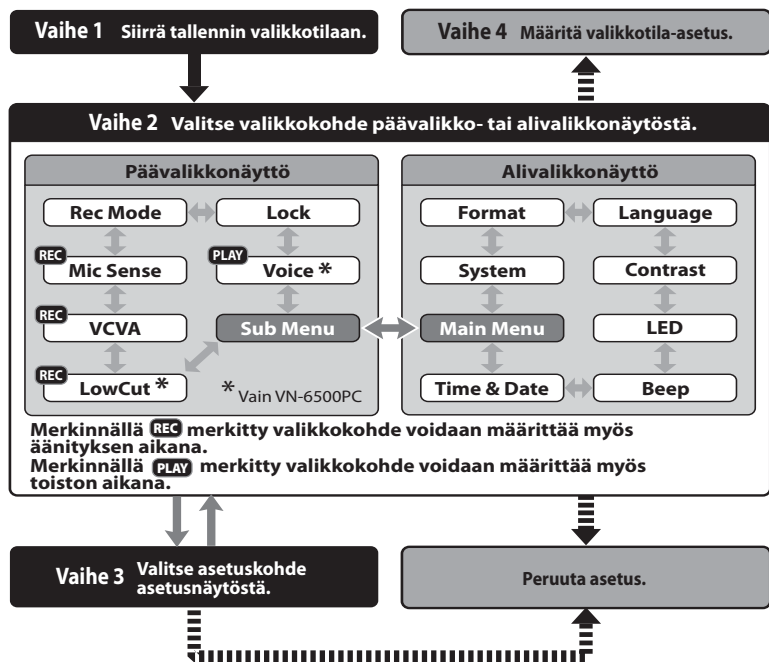 Vaihe 1 Siirrä tallennin valikkotilaan.
Vaihe 4 Määritä valikkotila-asetus.
Vaihe 2 Valitse valikkokohde päävalikko- tai alivalikkonäytöstä.
Päävalikkonäyttö
Rec Mode
Lock
REC
Mic Sense
PLAY
Voice *
REC
VCVA
Sub Menu
REC
LowCut *
* Vain VN-6500PC
Alivalikkonäyttö
Format
Language
System
Contrast
Main Menu
LED
Time & Date
Beep
Merkinnällä REC merkitty valikkokohde voidaan määrittää myös
äänityksen aikana.
Merkinnällä PLAY merkitty valikkokohde voidaan määrittää myös
toiston aikana.
Vaihe 3 Valitse asetuskohde
asetusnäytöstä.
Peruuta asetus.